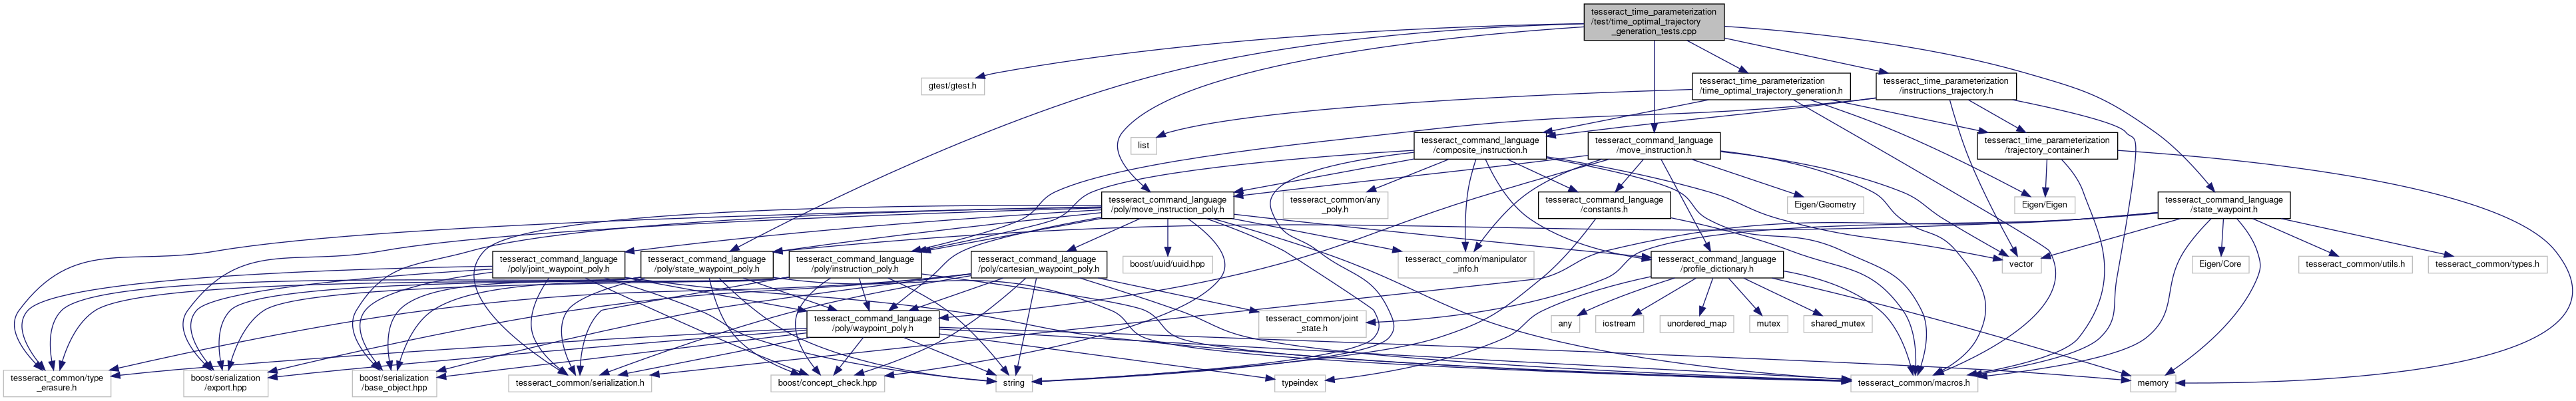 tesseract_time_parameterization
/test/time_optimal_trajectory
_generation_tests.cpp
gtest/gtest.h
tesseract_time_parameterization
/time_optimal_trajectory_generation.h
tesseract_time_parameterization
/instructions_trajectory.h
list
tesseract_command_language
/composite_instruction.h
tesseract_command_language
/move_instruction.h
tesseract_time_parameterization
/trajectory_container.h
tesseract_command_language
/poly/move_instruction_poly.h
tesseract_common/any
_poly.h
tesseract_command_language
/constants.h
Eigen/Geometry
Eigen/Eigen
tesseract_command_language
/state_waypoint.h
tesseract_command_language
/poly/joint_waypoint_poly.h
tesseract_command_language
/poly/state_waypoint_poly.h
tesseract_command_language
/poly/instruction_poly.h
tesseract_command_language
/poly/cartesian_waypoint_poly.h
boost/uuid/uuid.hpp
tesseract_common/manipulator
_info.h
tesseract_command_language
/profile_dictionary.h
vector
Eigen/Core
tesseract_common/utils.h
tesseract_common/types.h
tesseract_command_language
/poly/waypoint_poly.h
tesseract_common/joint
_state.h
any
iostream
unordered_map
mutex
shared_mutex
tesseract_common/type
_erasure.h
boost/serialization
/export.hpp
boost/serialization
/base_object.hpp
tesseract_common/serialization.h
boost/concept_check.hpp
string
typeindex
tesseract_common/macros.h
memory